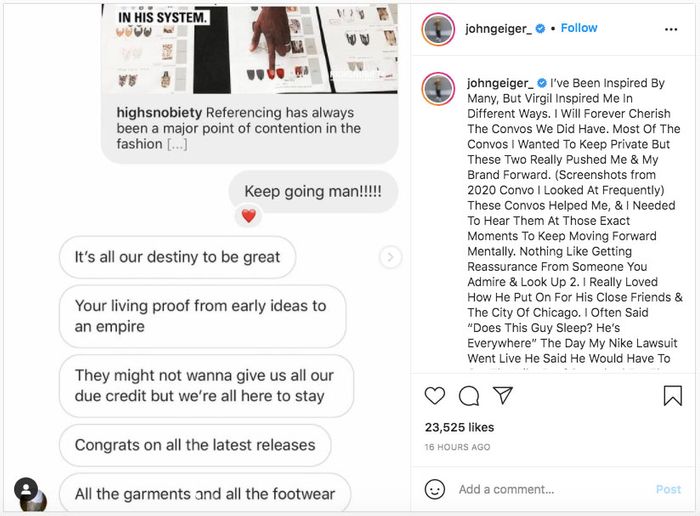 IN HIS SYSTEM.
highsnobiety Referencing has always
been a major point of contention in the
fashion [...]
Keep going man!!!!!
It's all our destiny to be great
Your living proof from early ideas to
an empire
They might not wanna give us all our
due credit but we're all here to stay
Congrats on all the latest releases
All the garments and all the footwear
johngeiger_ • Follow
johngeiger_ I've Been Inspired By
Many, But Virgil Inspired Me In
Different Ways. I Will Forever Cherish
The Convos We Did Have. Most Of The
Convos I Wanted To Keep Private But
These Two Really Pushed Me & My
Brand Forward. (Screenshots from
2020 Convo I Looked At Frequently)
These Convos Helped Me, & I Needed
To Hear Them At Those Exact
Moments To Keep Moving Forward
Mentally. Nothing Like Getting
Reassurance From Someone You
Admire & Look Up 2. I Really Loved
How He Put On For His Close Friends &
The City Of Chicago. I Often Said
"Does This Guy Sleep? He's
Everywhere" The Day My Nike Lawsuit
Went Live He Said He Would Have To
23,525 likes
16 HOURS AGO
Add a comment...
Post